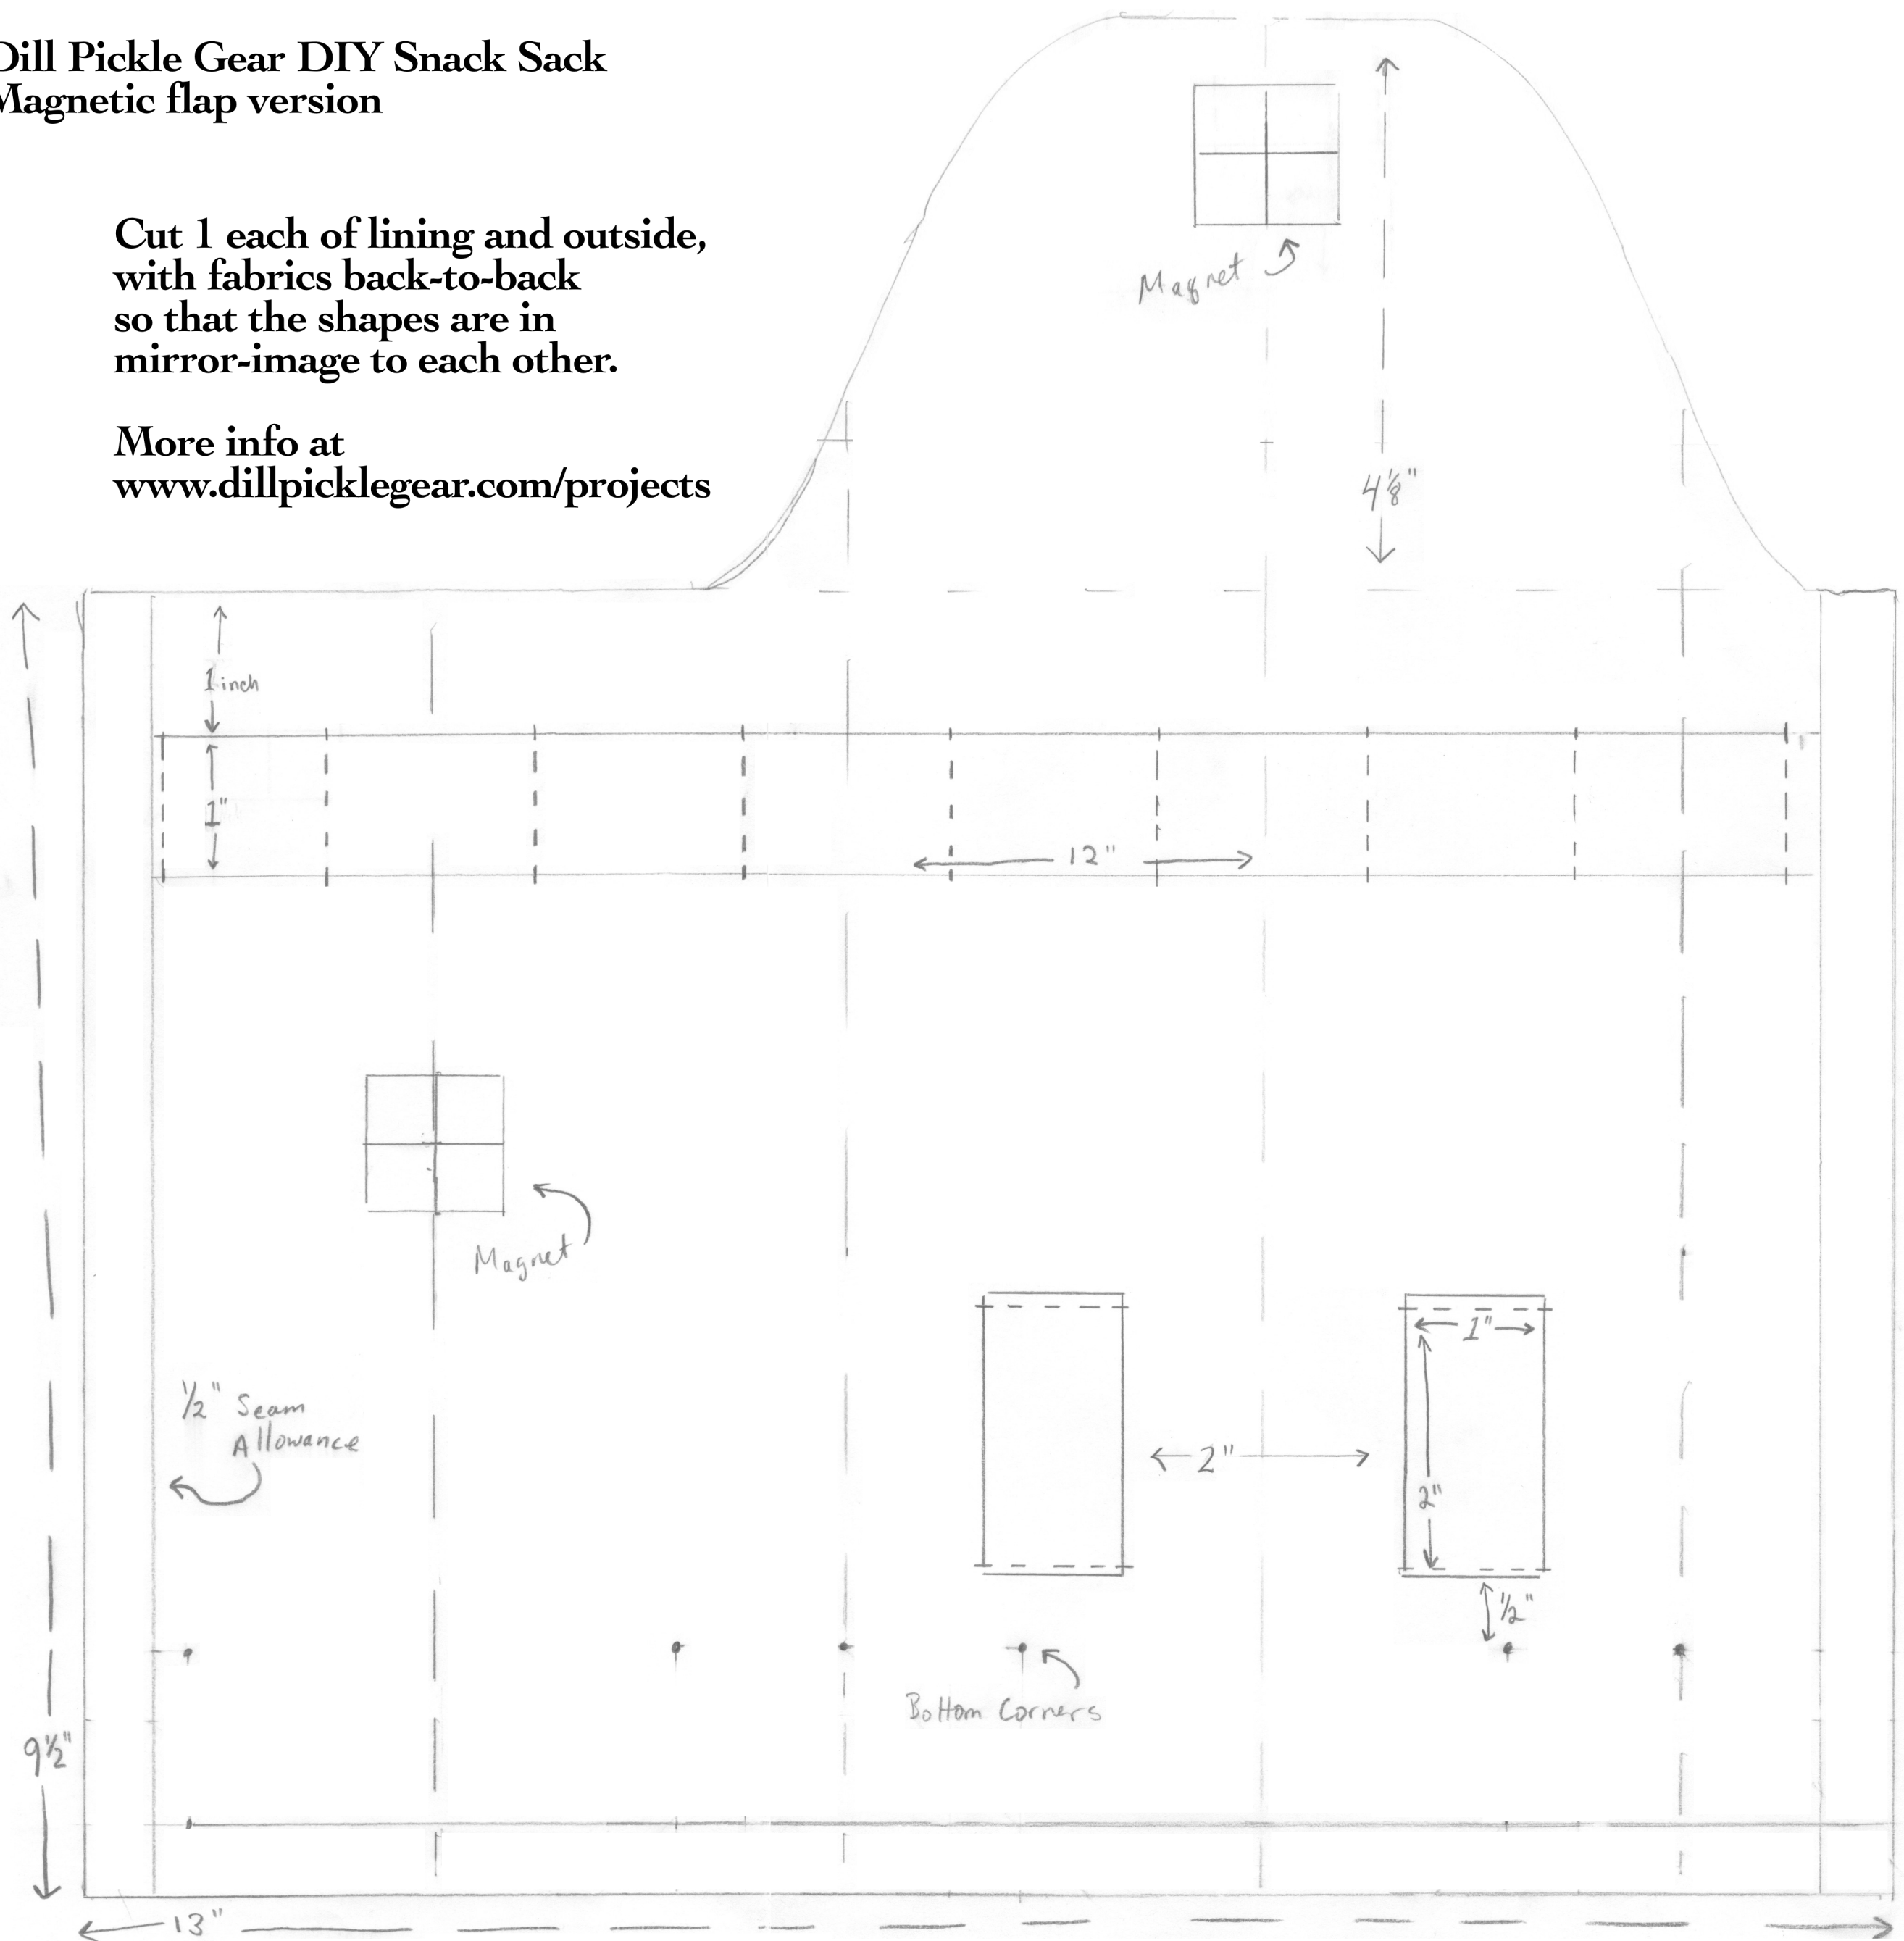 Dill Pickle Gear DIY Snack Sack
Magnetic flap version
Cut 1 each of lining and outside,
with fabrics back-to-back
so that the shapes are in
mirror-image to each other.
More info at
www.dillpicklegear.com/projects
Magnet
4⅛"
1 inch
1"
12"
Magnet
1"
½" Seam
Allowance
2"
2"
½"
Bottom Corners
9½"
13"